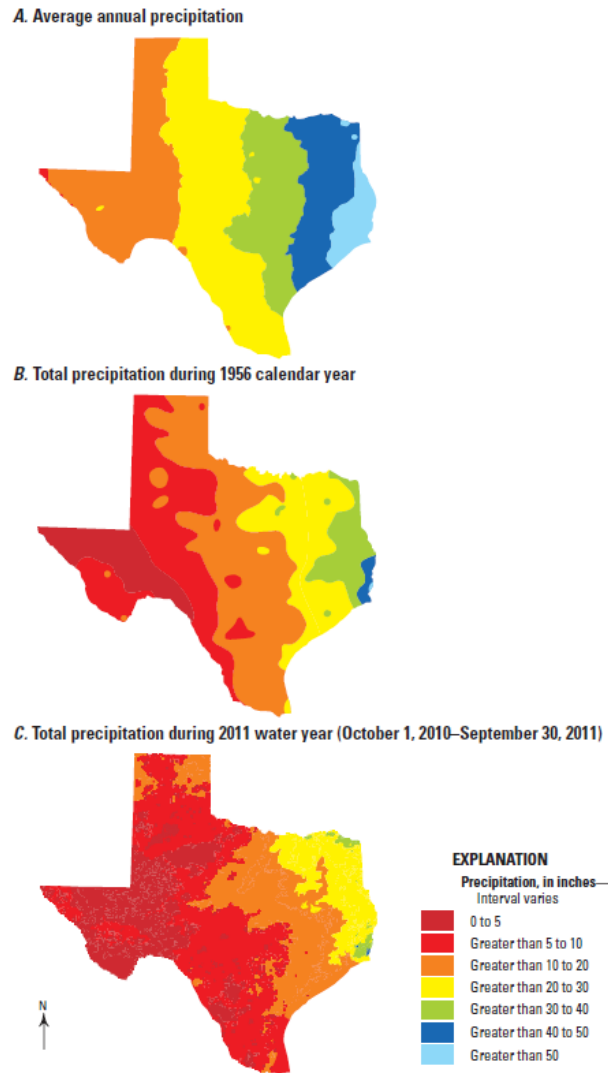 A. Average annual precipitation
B. Total precipitation during 1956 calendar year
C. Total precipitation during 2011 water year (October 1, 2010–September 30, 2011)
EXPLANATION
Precipitation, in inches—
Interval varies
0 to 5
Greater than 5 to 10
Greater than 10 to 20
Greater than 20 to 30
Greater than 30 to 40
Greater than 40 to 50
Greater than 50
N